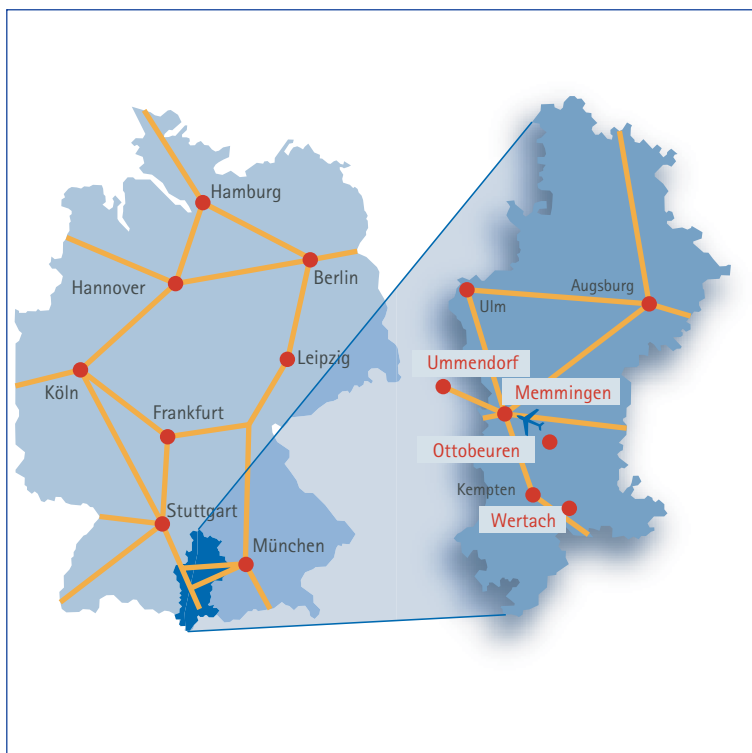 Hamburg
Berlin
Hannover
Leipzig
Köln
Frankfurt
Stuttgart
München
Augsburg
Ulm
Ummendorf
Memmingen
Ottobeuren
Kempten
Wertach